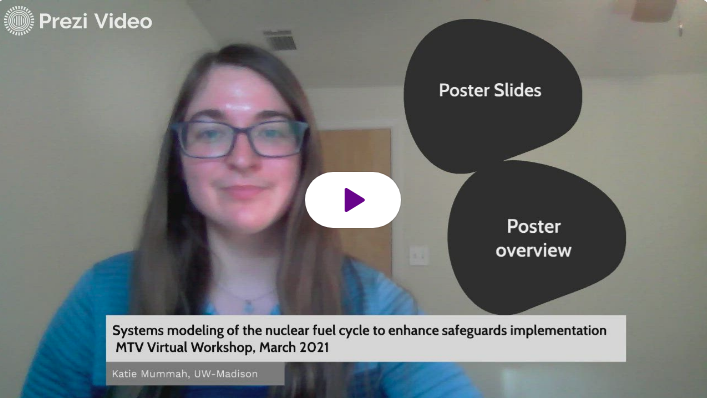 Prezi Video
Poster Slides
Poster
overview
Systems modeling of the nuclear fuel cycle to enhance safeguards implementation
MTV Virtual Workshop, March 2021
Katie Mummah, UW-Madison